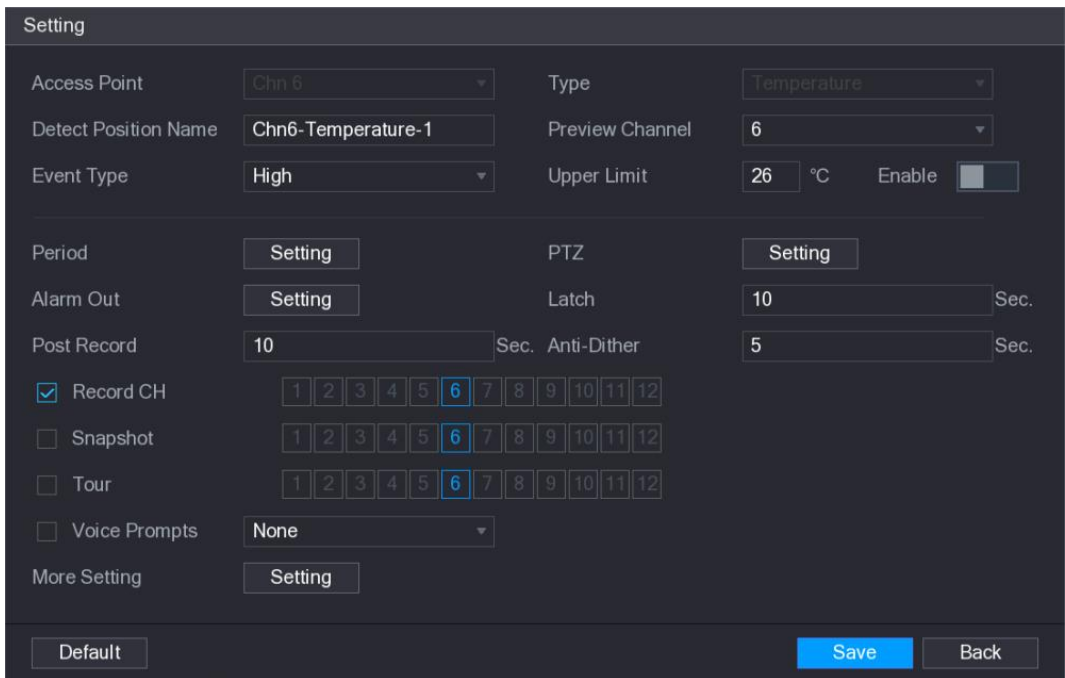 Setting
Access Point Chn 6 Type Temperature
Detect Position Name Chn6-Temperature-1 Preview Channel 6
Event Type High Upper Limit 26 °C Enable
Period Setting PTZ Setting
Alarm Out Setting Latch 10 Sec.
Post Record 10 Sec. Anti-Dither 5 Sec.
Record CH 1 2 3 4 5 6 7 8 9 10 11 12
Snapshot 1 2 3 4 5 6 7 8 9 10 11 12
Tour 1 2 3 4 5 6 7 8 9 10 11 12
Voice Prompts None
More Setting Setting
Default Save Back